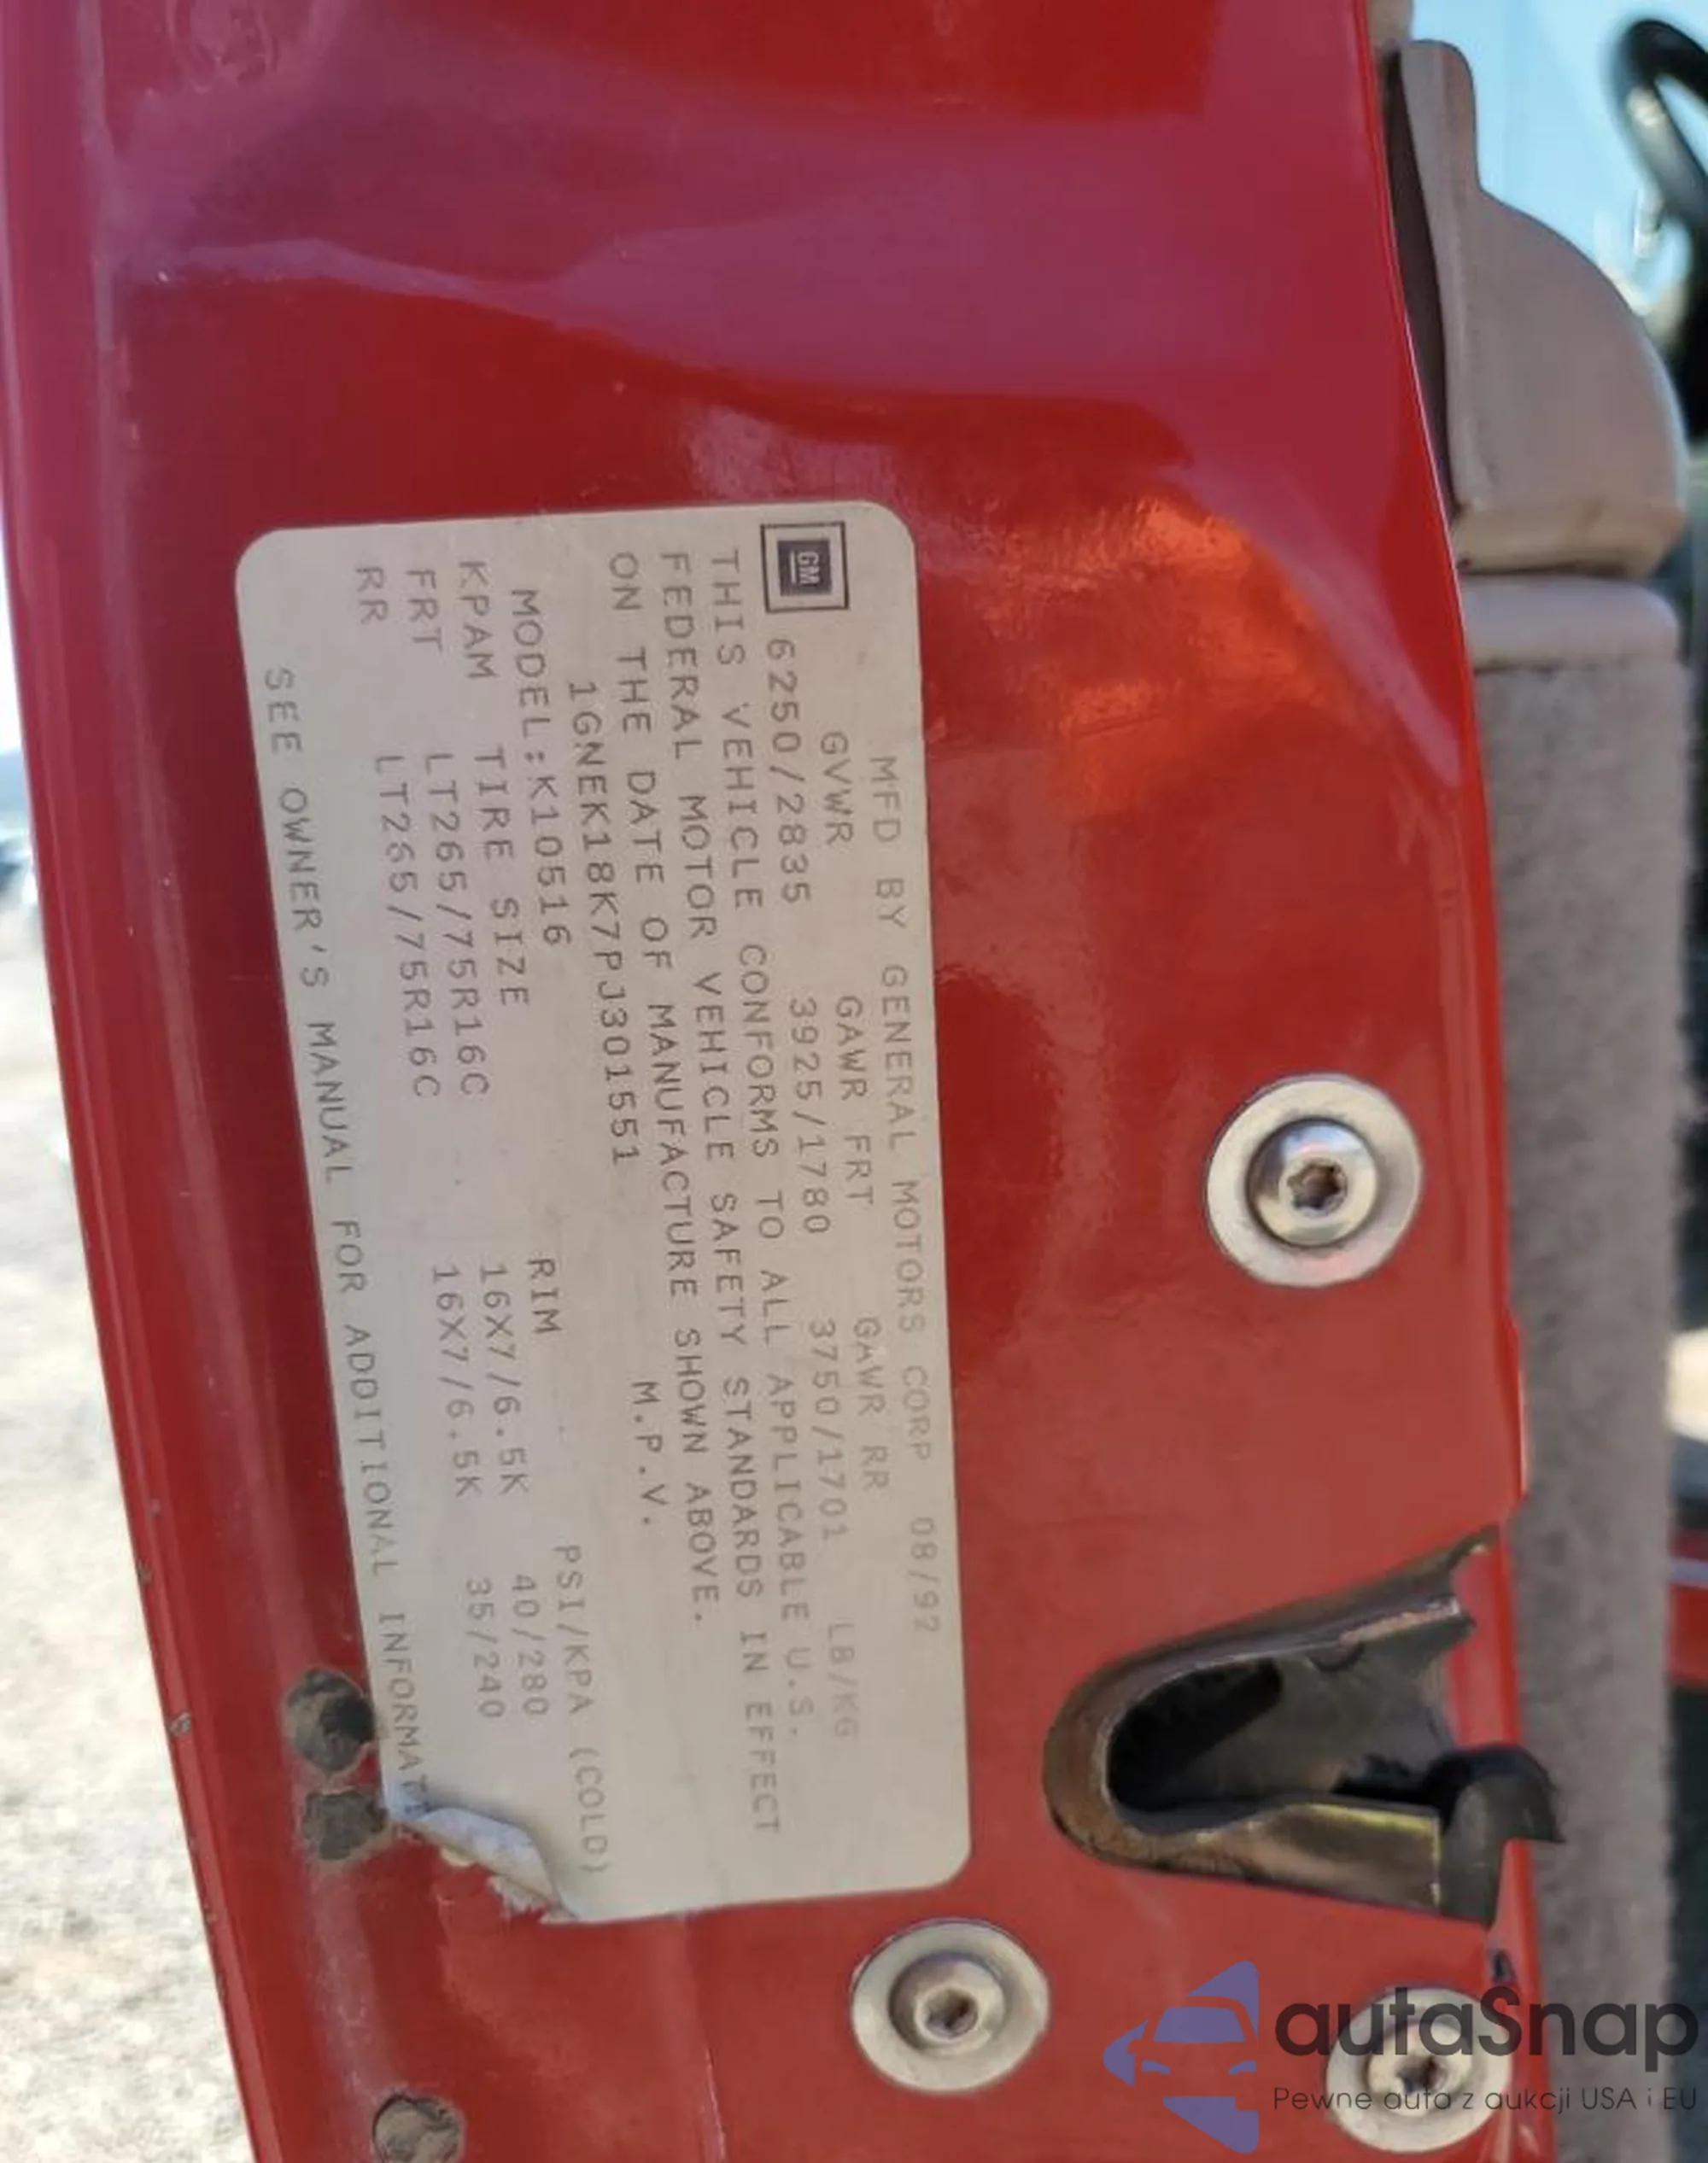 MFD BY GENERAL MOTORS CORP 08/92
GM
GVWR GAWR FRT GAWR RR
6250/2835 3925/1780 3750/1701 LB/KG
THIS VEHICLE CONFORMS TO ALL APPLICABLE U.S.
FEDERAL MOTOR VEHICLE SAFETY STANDARDS IN EFFECT
ON THE DATE OF MANUFACTURE SHOWN ABOVE.
1GNEK18K7PJ301551 M.P.V.
MODEL:K10516
KPAM TIRE SIZE RIM PSI/KPA (COLD)
FRT LT265/75R16C 16X7/6.5K 40/280
RR LT265/75R16C 16X7/6.5K 35/240
SEE OWNER'S MANUAL FOR ADDITIONAL INFORMATI
autaSnap
Pewne auta z aukcji USA i EU